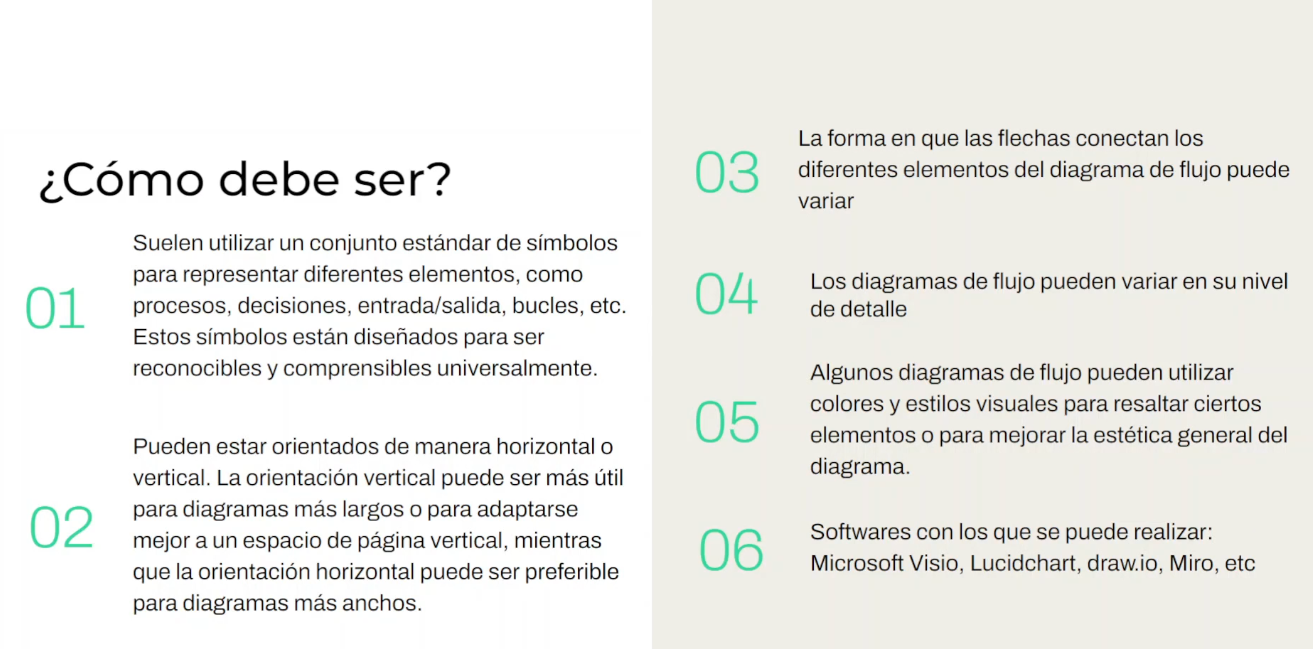 ¿Cómo debe ser?
01
Suelen utilizar un conjunto estándar de símbolos
para representar diferentes elementos, como
procesos, decisiones, entrada/salida, bucles, etc.
Estos símbolos están diseñados para ser
reconocibles y comprensibles universalmente.
02
Pueden estar orientados de manera horizontal o
vertical. La orientación vertical puede ser más útil
para diagramas más largos o para adaptarse
mejor a un espacio de página vertical, mientras
que la orientación horizontal puede ser preferible
para diagramas más anchos.
03
La forma en que las flechas conectan los
diferentes elementos del diagrama de flujo puede
variar
04
Los diagramas de flujo pueden variar en su nivel
de detalle
05
Algunos diagramas de flujo pueden utilizar
colores y estilos visuales para resaltar ciertos
elementos o para mejorar la estética general del
diagrama.
06
Softwares con los que se puede realizar:
Microsoft Visio, Lucidchart, draw.io, Miro, etc